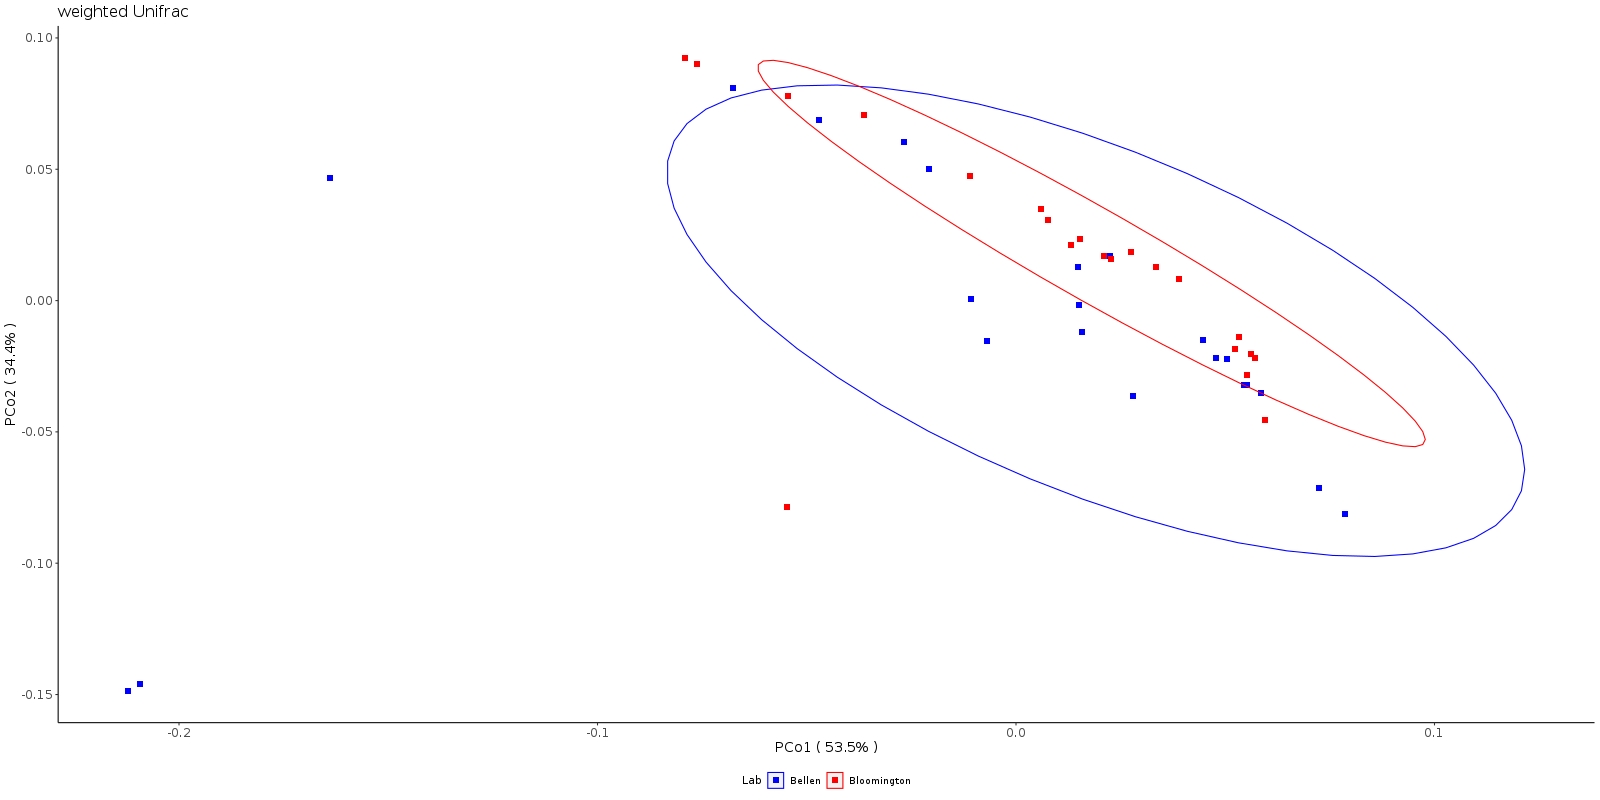 weighted Unifrac
0.10
0.05
0.00
-0.05
-0.10
-0.15
PCo2 ( 34.4% )
-0.2 -0.1 0.0 0.1
PCo1 ( 53.5% )
Lab Bellen Bloomington